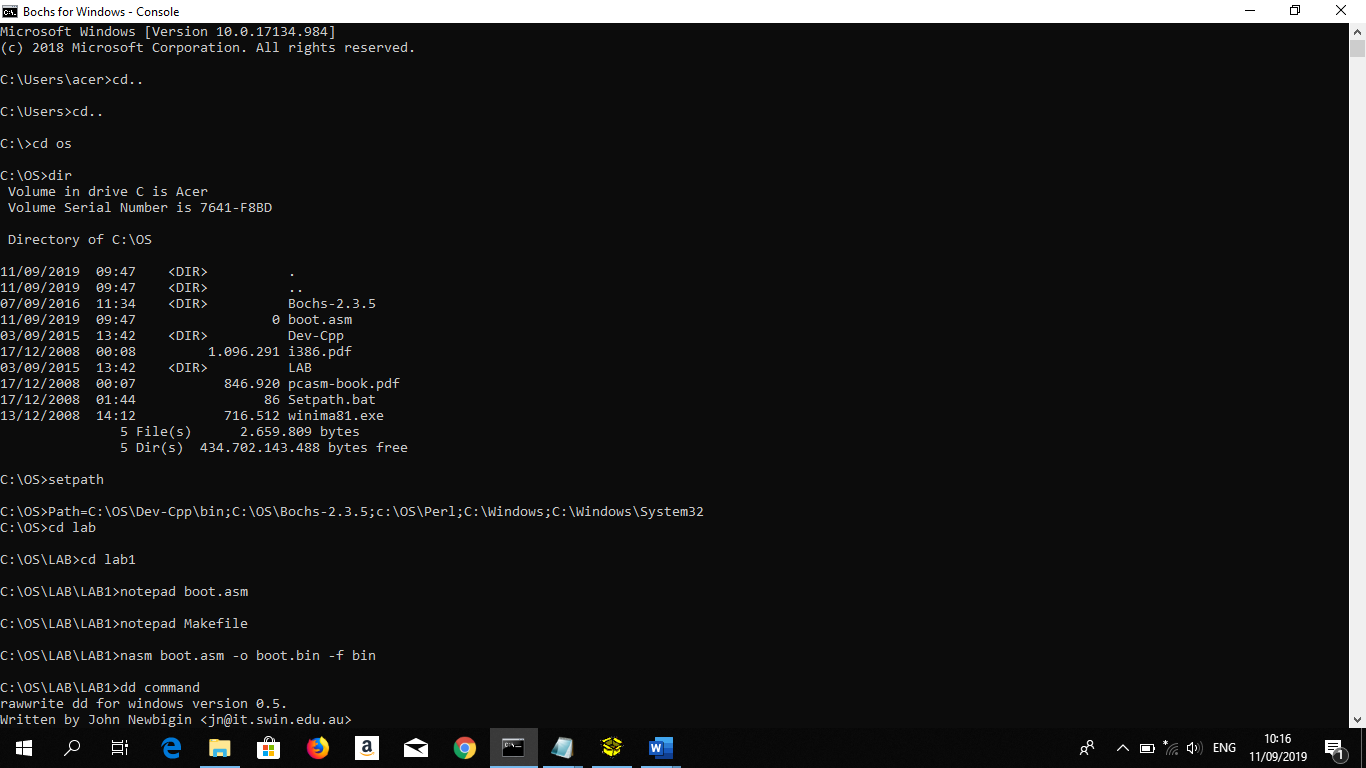 Bochs for Windows - Console
Microsoft Windows [Version 10.0.17134.984]
(c) 2018 Microsoft Corporation. All rights reserved.
C:\Users\acer>cd..
C:\Users>cd..
C:\>cd os
C:\OS>dir
Volume in drive C is Acer
Volume Serial Number is 7641-F8BD
Directory of C:\OS
11/09/2019  09:47    <DIR>          .
11/09/2019  09:47    <DIR>          ..
07/09/2016  11:34    <DIR>          Bochs-2.3.5
11/09/2019  09:47                 0 boot.asm
03/09/2015  13:42    <DIR>          Dev-Cpp
17/12/2008  00:08         1.096.291 i386.pdf
03/09/2015  13:42    <DIR>          LAB
17/12/2008  00:07           846.920 pcasm-book.pdf
17/12/2008  01:44                86 Setpath.bat
13/12/2008  14:12           716.512 winima81.exe
5 File(s)      2.659.809 bytes
5 Dir(s)  434.702.143.488 bytes free
C:\OS>setpath
C:\OS>Path=C:\OS\Dev-Cpp\bin;C:\OS\Bochs-2.3.5;c:\OS\Perl;C:\Windows;C:\Windows\System32
C:\OS>cd lab
C:\OS\LAB>cd lab1
C:\OS\LAB\LAB1>notepad boot.asm
C:\OS\LAB\LAB1>notepad Makefile
C:\OS\LAB\LAB1>nasm boot.asm -o boot.bin -f bin
C:\OS\LAB\LAB1>dd command
rawwrite dd for windows version 0.5.
Written by John Newbigin <jn@it.swin.edu.au>
ENG
10:16
11/09/2019
1